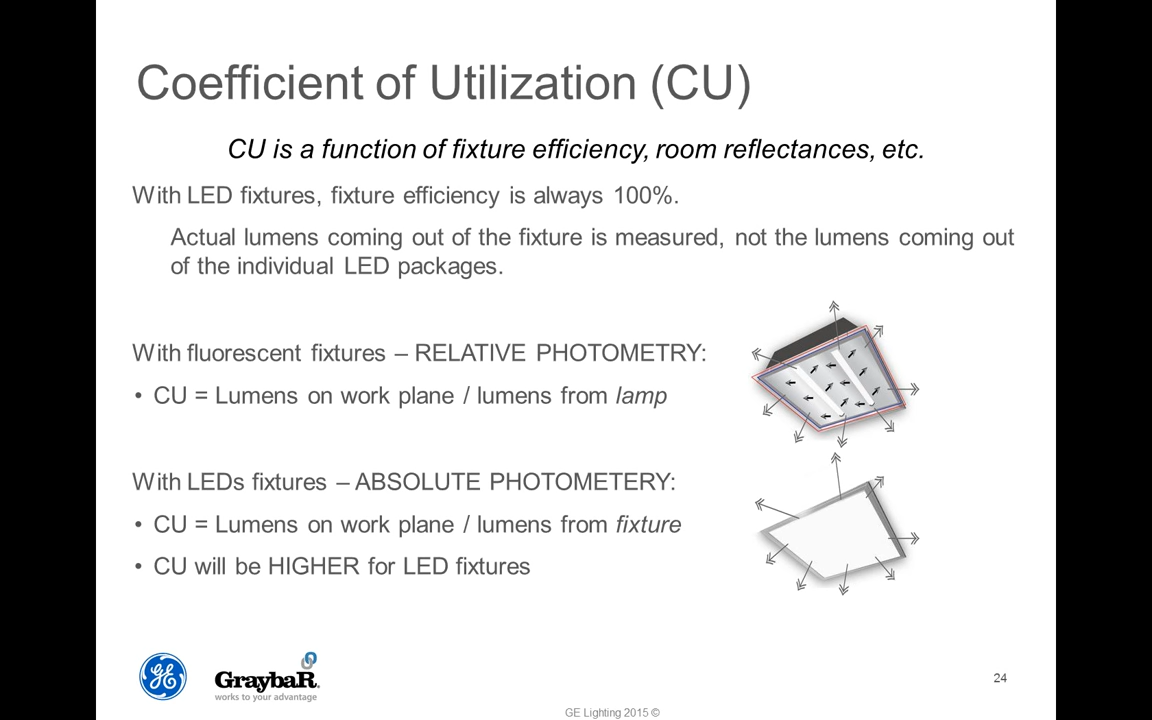 Coefficient of Utilization (CU)
CU is a function of fixture efficiency, room reflectances, etc.
With LED fixtures, fixture efficiency is always 100%.
Actual lumens coming out of the fixture is measured, not the lumens coming out
of the individual LED packages.
With fluorescent fixtures – RELATIVE PHOTOMETRY:
• CU = Lumens on work plane / lumens from lamp
With LEDs fixtures – ABSOLUTE PHOTOMETERY:
• CU = Lumens on work plane / lumens from fixture
• CU will be HIGHER for LED fixtures
GE
GraybaR.
works to your advantage
24
GE Lighting 2015 ©